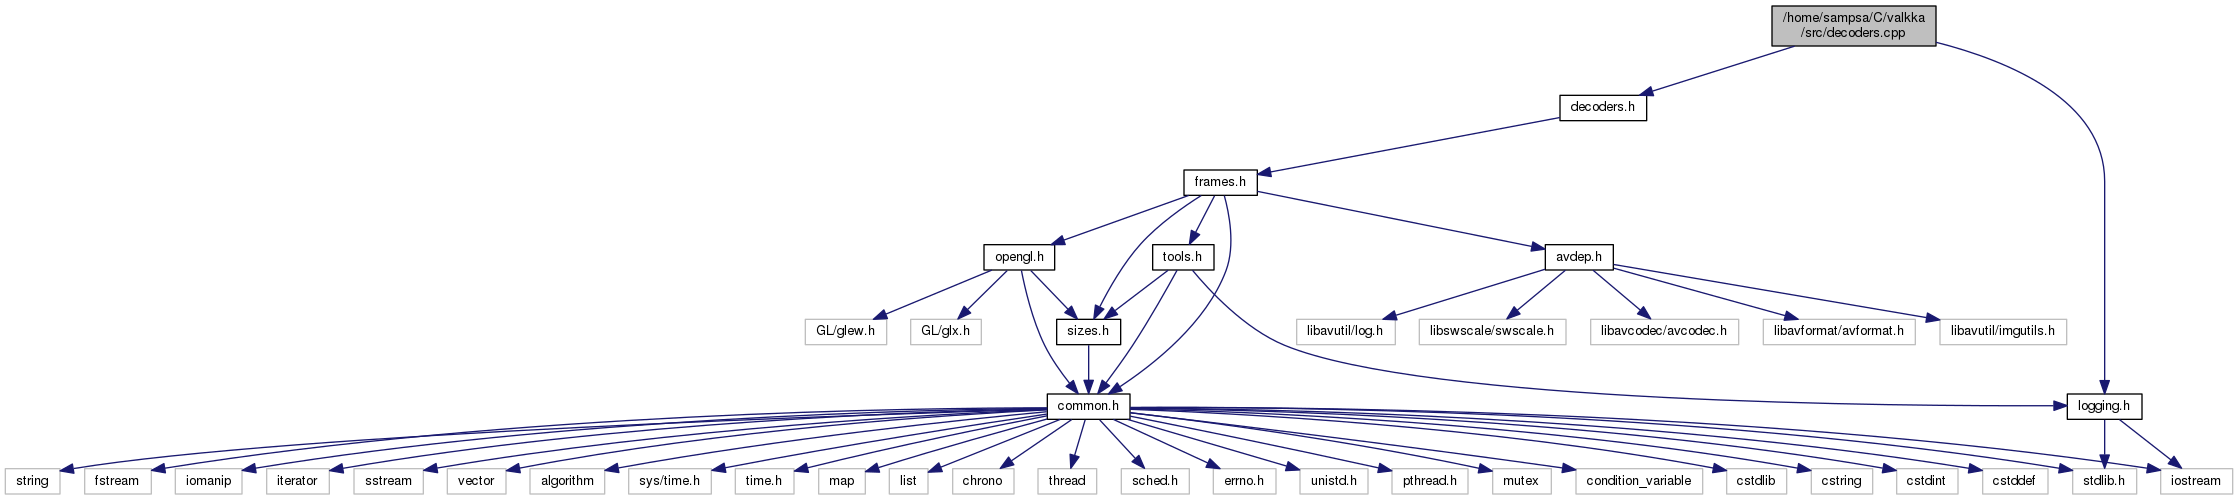 /home/sampsa/C/valkka
/src/decoders.cpp
decoders.h
frames.h
opengl.h
tools.h
avdep.h
GL/glew.h
GL/glx.h
sizes.h
libavutil/log.h
libswscale/swscale.h
libavcodec/avcodec.h
libavformat/avformat.h
libavutil/imgutils.h
common.h
logging.h
string
fstream
iomanip
iterator
sstream
vector
algorithm
sys/time.h
time.h
map
list
chrono
thread
sched.h
errno.h
unistd.h
pthread.h
mutex
condition_variable
cstdlib
cstring
cstdint
cstddef
stdlib.h
iostream